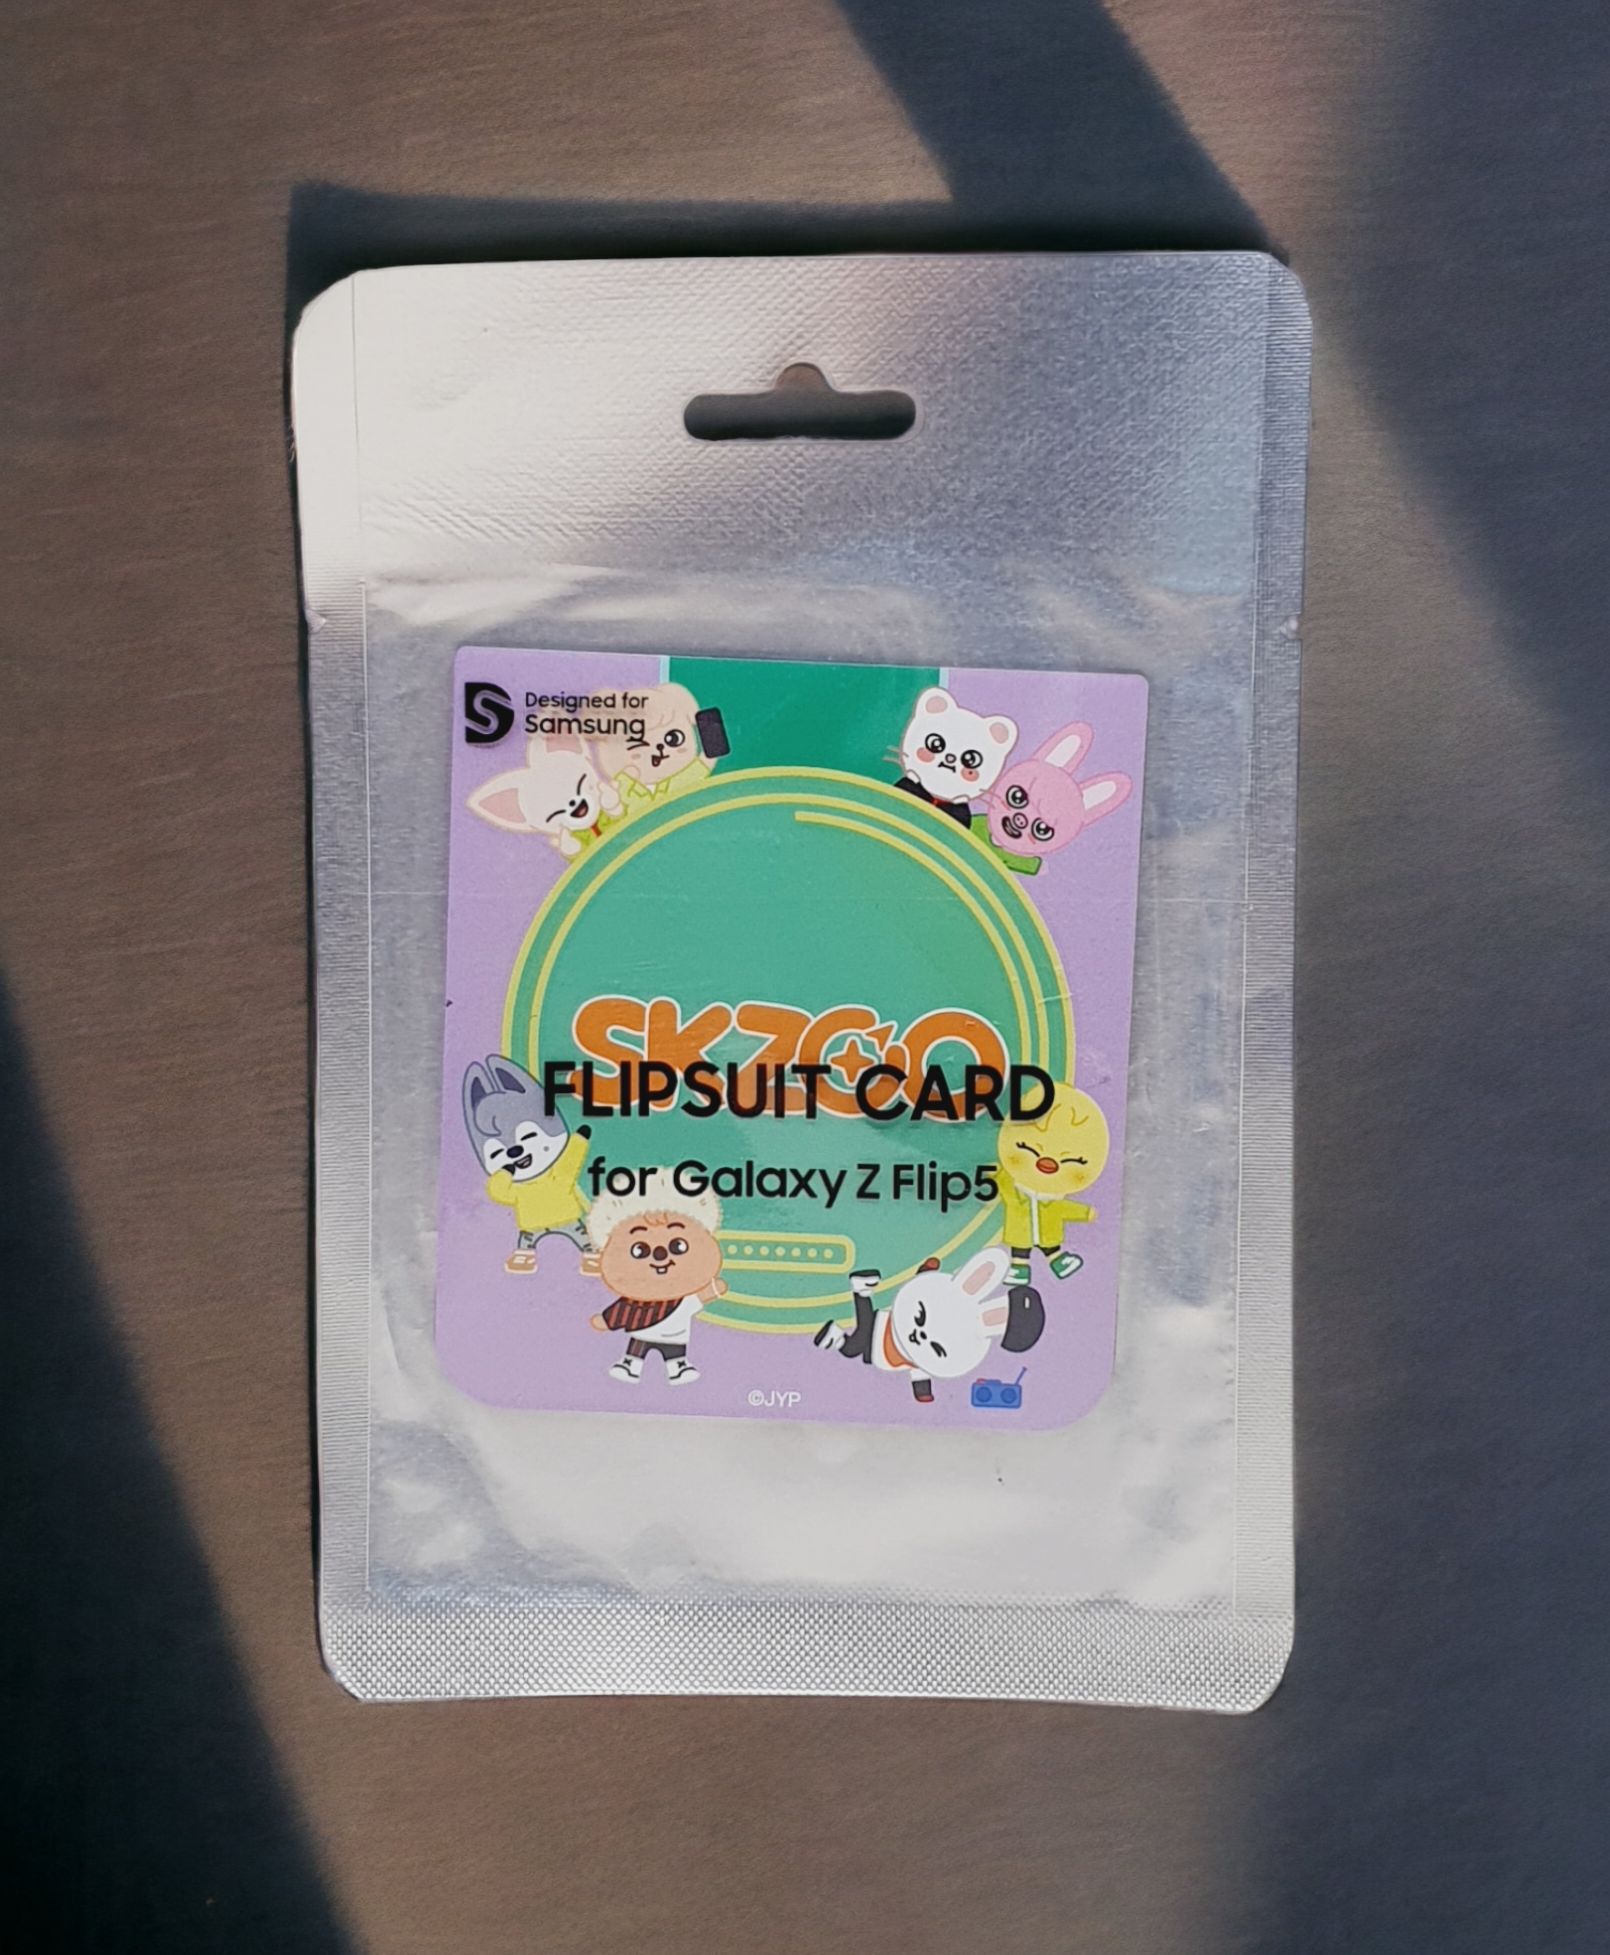 Designed for
Samsung
SKZOO
FLIPSUIT CARD
for Galaxy Z Flip5
©JYP